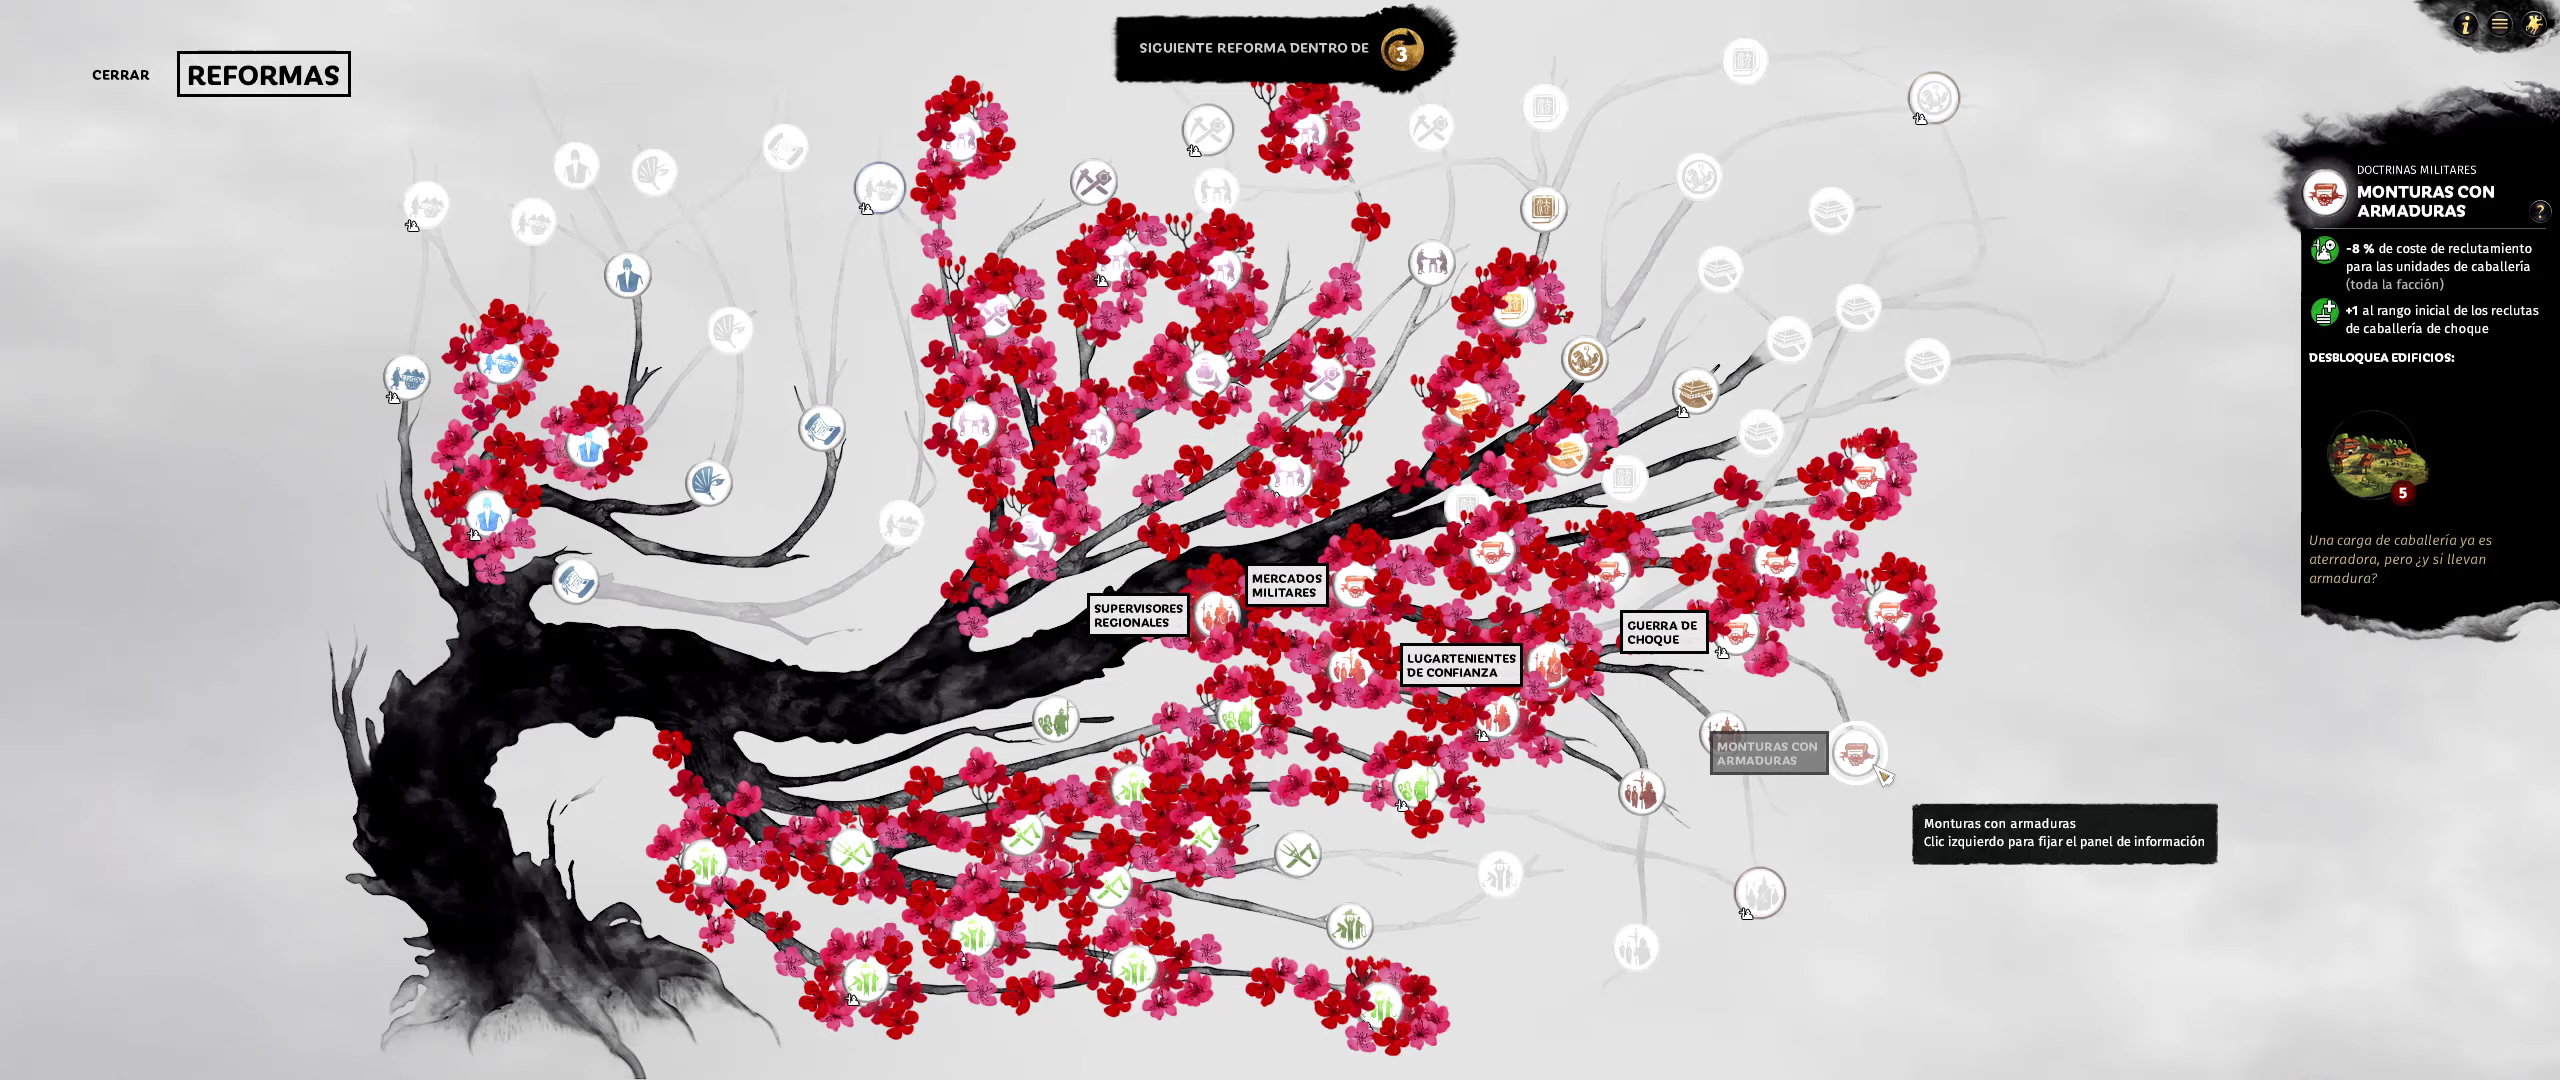 CERRAR
REFORMAS
SIGUIENTE REFORMA DENTRO DE 3
DOCTRINAS MILITARES
MONTURAS CON
ARMADURAS
?
-8 % de coste de reclutamiento
para las unidades de caballería
(toda la facción)
+1 al rango inicial de los reclutas
de caballería de choque
DESBLOQUEA EDIFICIOS:
5
Una carga de caballería ya es
aterradora, pero ¿y si llevan
armadura?
MERCADOS
MILITARES
SUPERVISORES
REGIONALES
GUERRA DE
CHOQUE
LUGARTENIENTES
DE CONFIANZA
MONTURAS CON
ARMADURAS
Monturas con armaduras
Clic izquierdo para fijar el panel de información